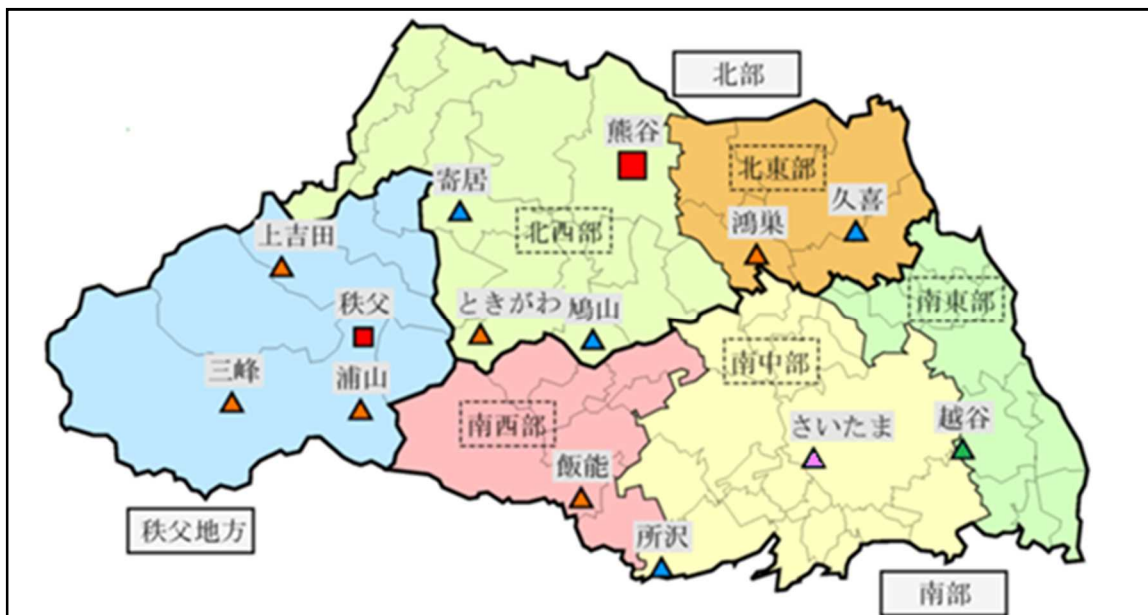 北部
熊谷
北東部
寄居
久喜
北西部
鴻巣
上吉田
南東部
ときがわ
鳩山
秩父
南中部
三峰
浦山
南西部
さいたま
越谷
飯能
秩父地方
所沢
南部